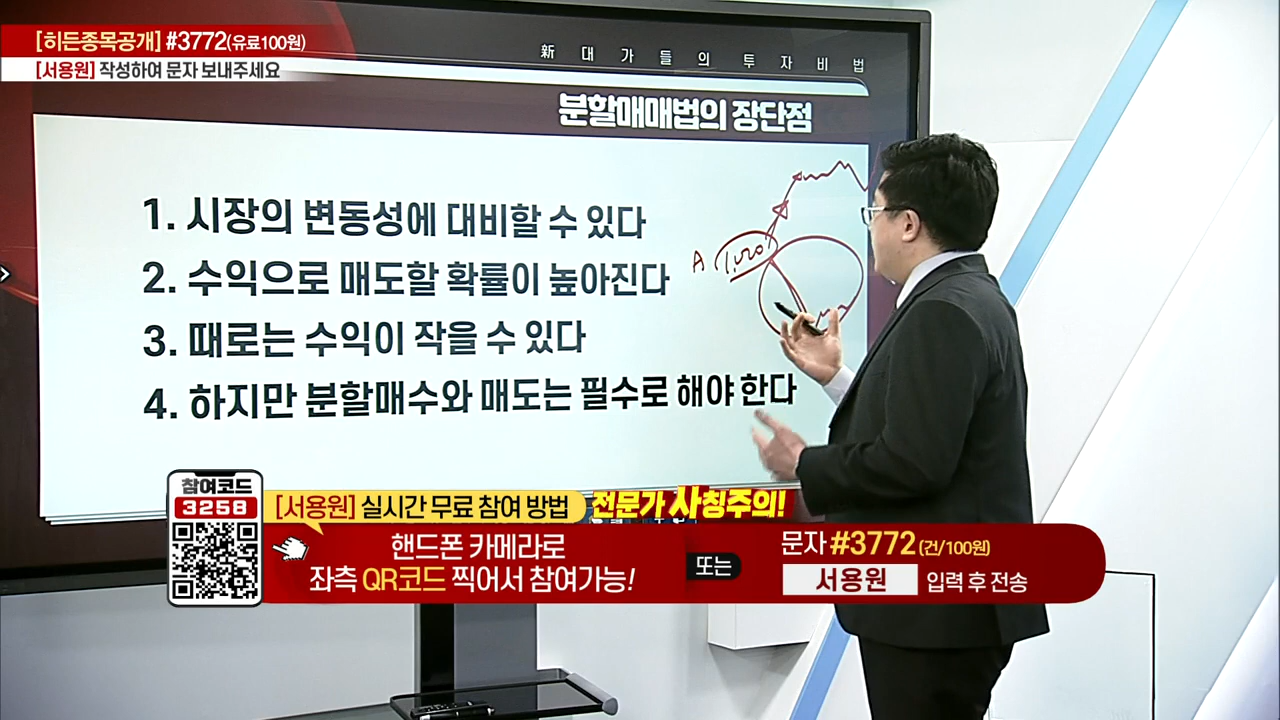 [히든종목공개] #3772(유료100원)
[서용원] 작성하여 문자 보내주세요
新 대가들의 투자비법
분할매매법의 장단점
1. 시장의 변동성에 대비할 수 있다
2. 수익으로 매도할 확률이 높아진다
3. 때로는 수익이 작을 수 있다
4. 하지만 분할매수와 매도는 필수로 해야 한다
A
참여코드
3258
[서용원] 실시간 무료 참여 방법
전문가 사칭주의!
핸드폰 카메라로
좌측 QR코드 찍어서 참여가능!
또는
문자 #3772 (건/100원)
서용원 입력 후 전송